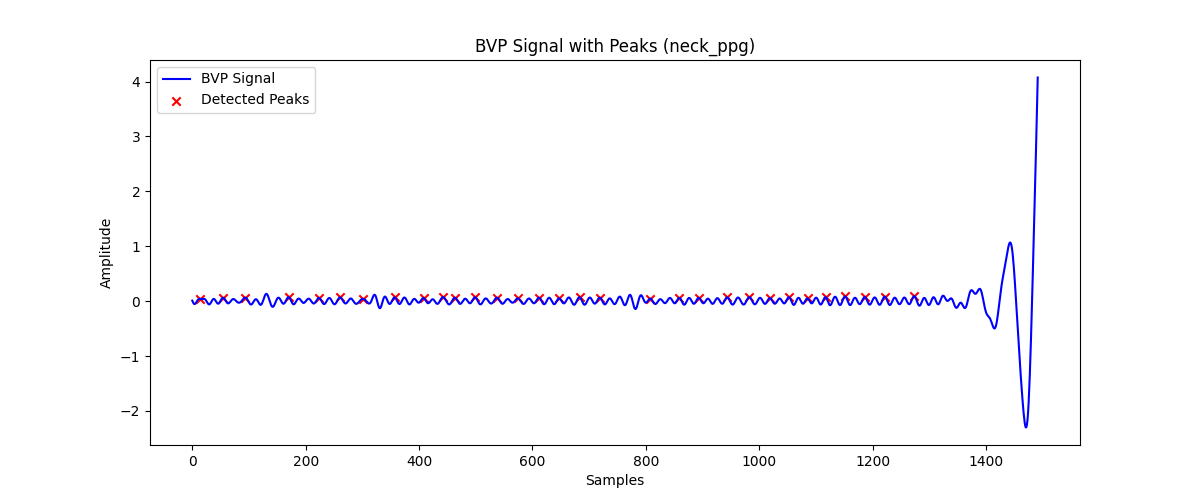 BVP Signal with Peaks (neck_ppg)
BVP Signal
Detected Peaks
Amplitude
4
3
2
1
0
−1
−2
0 200 400 600 800 1000 1200 1400
Samples